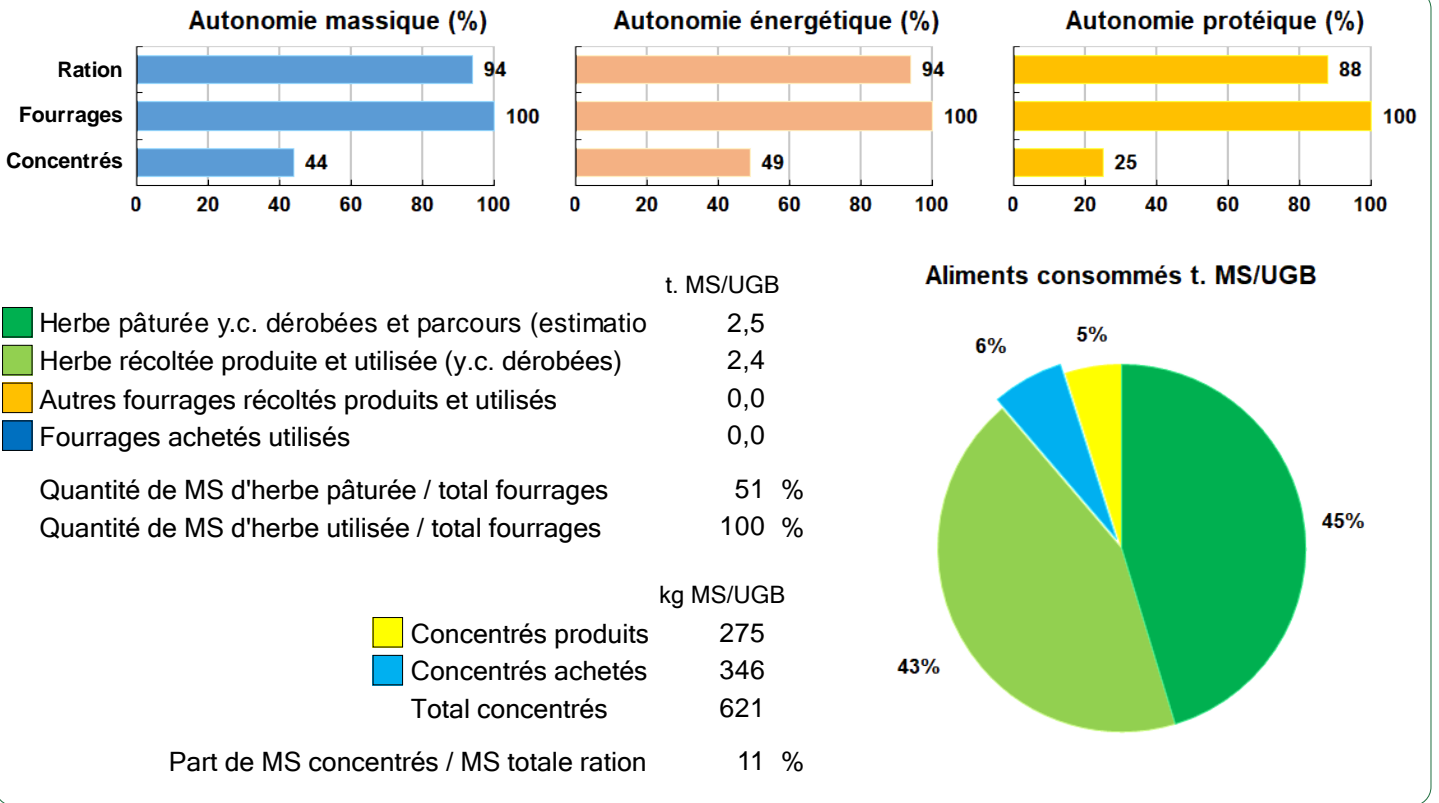 Autonomie massique (%)
Autonomie énergétique (%)
Autonomie protéique (%)
Ration 94 94 88
Fourrages 100 100 100
Concentrés 44 49 25
0 20 40 60 80 100 0 20 40 60 80 100 0 20 40 60 80 100
t. MS/UGB
Herbe pâturée y.c. dérobées et parcours (estimatio 2,5
Herbe récoltée produite et utilisée (y.c. dérobées) 2,4
Autres fourrages récoltés produits et utilisés 0,0
Fourrages achetés utilisés 0,0
Quantité de MS d'herbe pâturée / total fourrages 51 %
Quantité de MS d'herbe utilisée / total fourrages 100 %
kg MS/UGB
Concentrés produits 275
Concentrés achetés 346
Total concentrés 621
Part de MS concentrés / MS totale ration 11 %
Aliments consommés t. MS/UGB
5%
6%
45%
43%